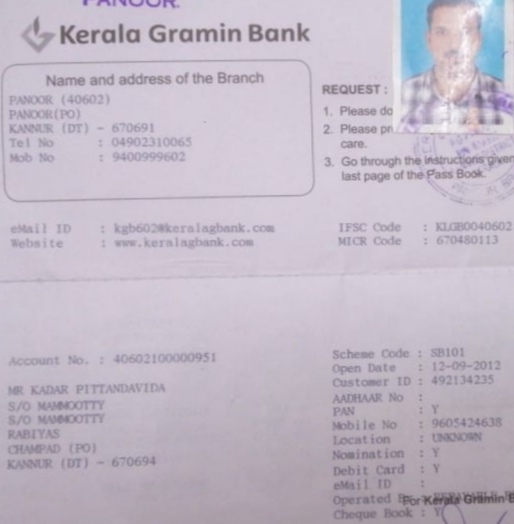 PANOOR.
Kerala Gramin Bank
Name and address of the Branch
PANOOR (40602)
PANOOR(PO)
KANNUR (DT) - 670691
Tel No : 04902310065
Mob No : 9400999602
REQUEST :
1. Please do
2. Please pr
care.
3. Go through the instructions given
last page of the Pass Book.
eMail ID : kgb602@keralagbank.com
Website : www.keralagbank.com
IFSC Code : KLGB0040602
MICR Code : 670480113
Account No. : 40602100000951
MR KADAR PITTANDAVIDA
S/O MAMMOOTTY
S/O MAMMOOTTY
RABIYAS
CHAMPAD (PO)
KANNUR (DT) - 670694
Scheme Code : SB101
Open Date : 12-09-2012
Customer ID : 492134235
AADHAAR No :
PAN : Y
Mobile No : 9605424638
Location : UNKNOWN
Nomination : Y
Debit Card : Y
eMail ID :
Operated For Kerala Gramin B
Cheque Book : Y